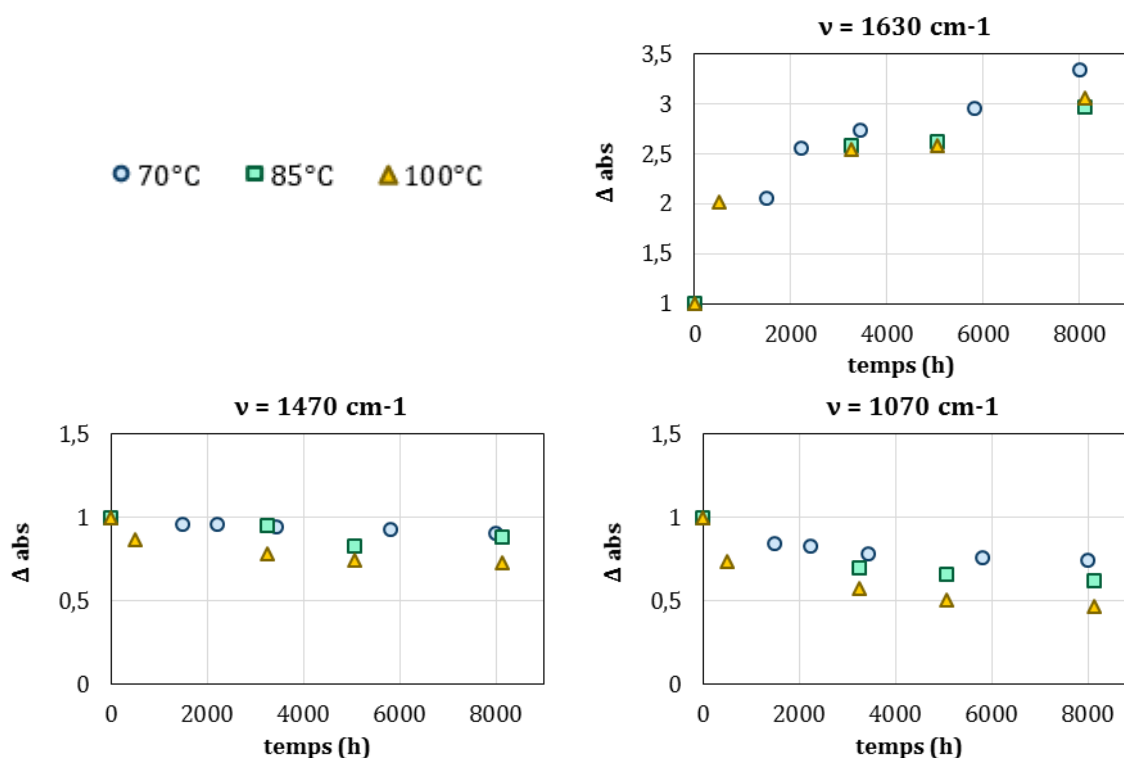 ν = 1630 cm-1
3,5
3
2,5
2
1,5
1
Δ abs
0 2000 4000 6000 8000
temps (h)
70°C 85°C 100°C
ν = 1470 cm-1
1,5
1
0,5
0
Δ abs
0 2000 4000 6000 8000
temps (h)
ν = 1070 cm-1
1,5
1
0,5
0
Δ abs
0 2000 4000 6000 8000
temps (h)